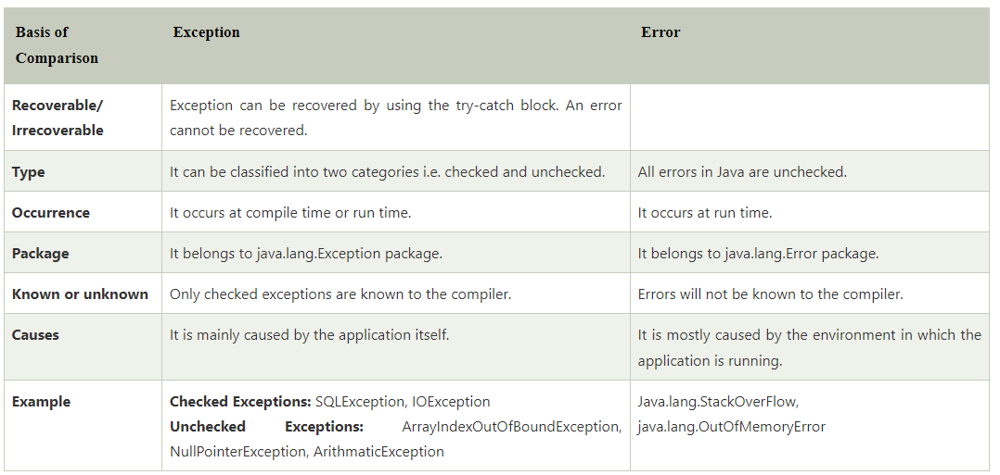 Basis of
Comparison
Exception
Error
Recoverable/
Irrecoverable
Exception can be recovered by using the try-catch block. An error
cannot be recovered.
Type
It can be classified into two categories i.e. checked and unchecked.
All errors in Java are unchecked.
Occurrence
It occurs at compile time or run time.
It occurs at run time.
Package
It belongs to java.lang.Exception package.
It belongs to java.lang.Error package.
Known or unknown
Only checked exceptions are known to the compiler.
Errors will not be known to the compiler.
Causes
It is mainly caused by the application itself.
It is mostly caused by the environment in which the
application is running.
Example
Checked Exceptions: SQLException, IOException
Unchecked Exceptions: ArrayIndexOutOfBoundException,
NullPointerException, ArithmaticException
Java.lang.StackOverFlow,
java.lang.OutOfMemoryError